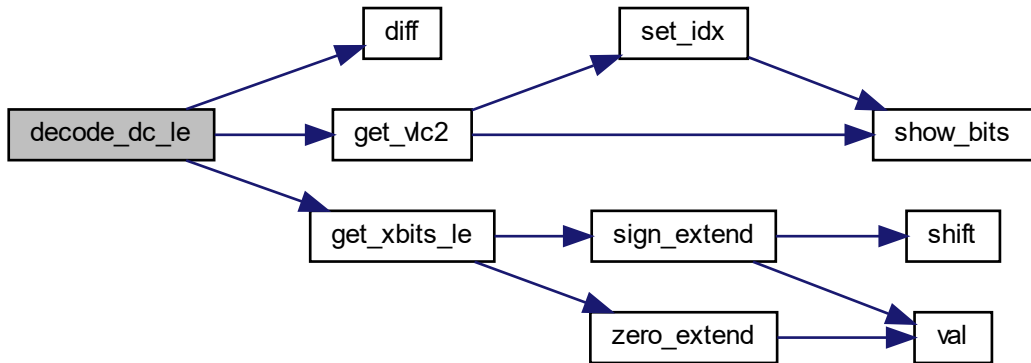 decode_dc_le
diff
get_vlc2
set_idx
show_bits
get_xbits_le
sign_extend
shift
zero_extend
val